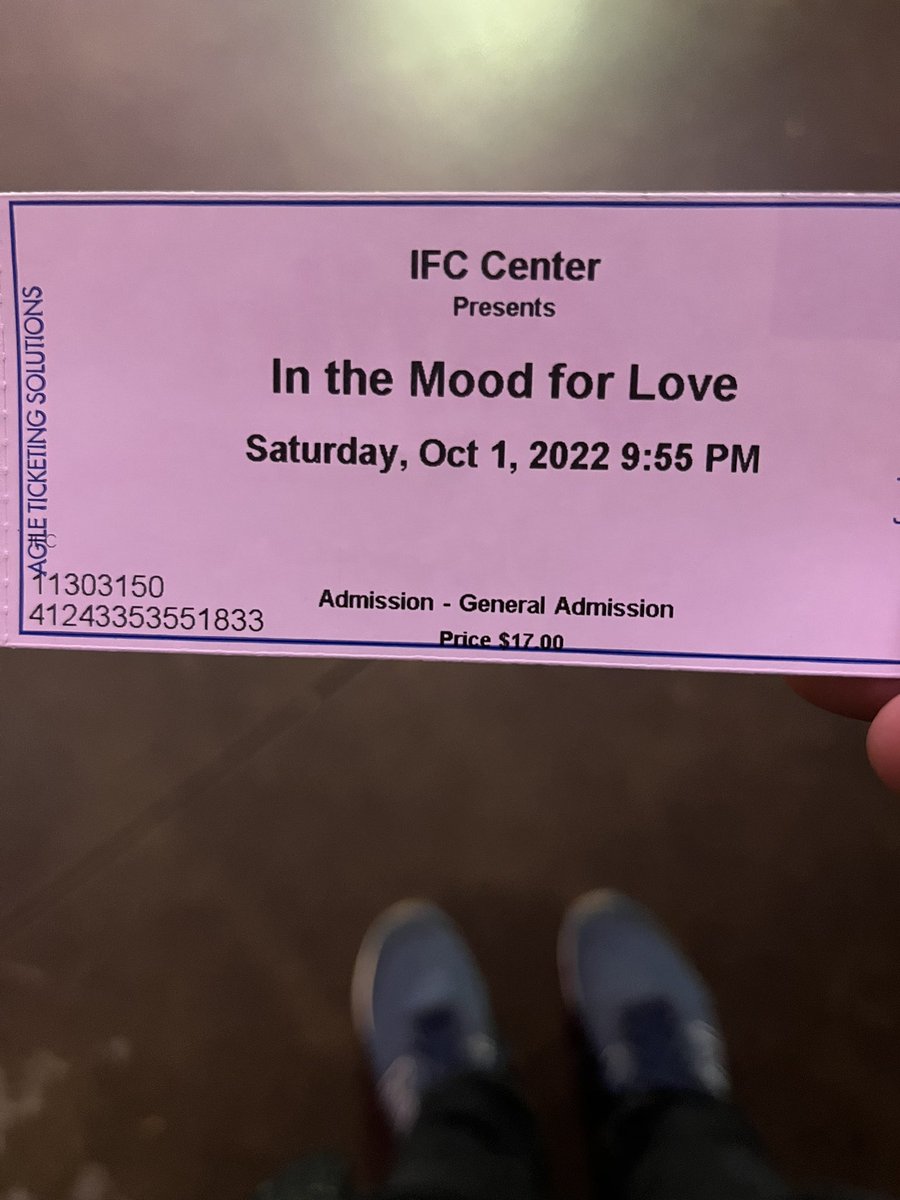 IFC Center
Presents
In the Mood for Love
Saturday, Oct 1, 2022 9:55 PM
AGILE TICKETING SOLUTIONS
11303150
41243353551833
Admission - General Admission
Price $17.00